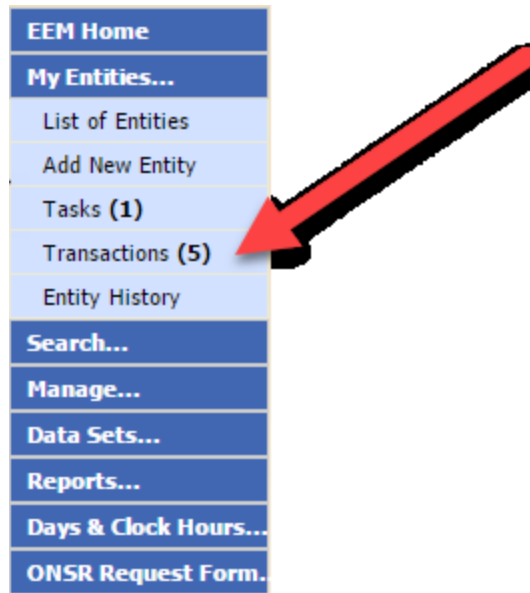 EEM Home
My Entities...
List of Entities
Add New Entity
Tasks (1)
Transactions (5)
Entity History
Search...
Manage...
Data Sets...
Reports...
Days & Clock Hours...
ONSR Request Form.